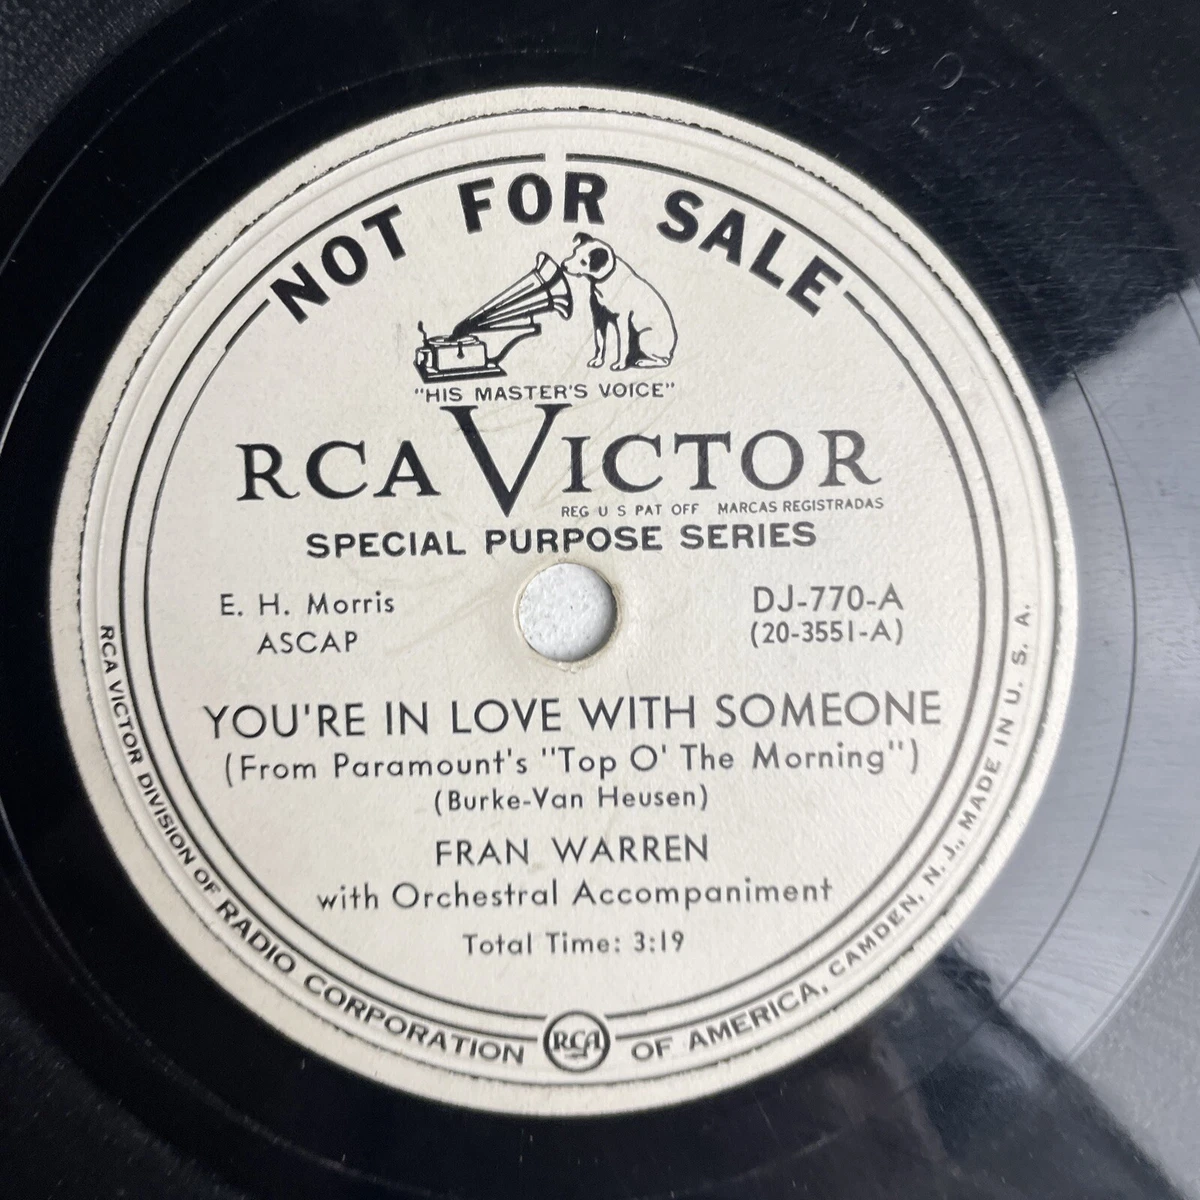 NOT FOR SALE
"HIS MASTER'S VOICE"
RCA VICTOR
REG U S PAT OFF MARCAS REGISTRADAS
SPECIAL PURPOSE SERIES
E. H. Morris
ASCAP
DJ-770-A
(20-3551-A)
YOU'RE IN LOVE WITH SOMEONE
(From Paramount's "Top O' The Morning")
(Burke-Van Heusen)
FRAN WARREN
with Orchestral Accompaniment
Total Time: 3:19
RCA VICTOR DIVISION OF RADIO CORPORATION RCA OF AMERICA, CAMDEN, N. J., MADE IN U. S. A.